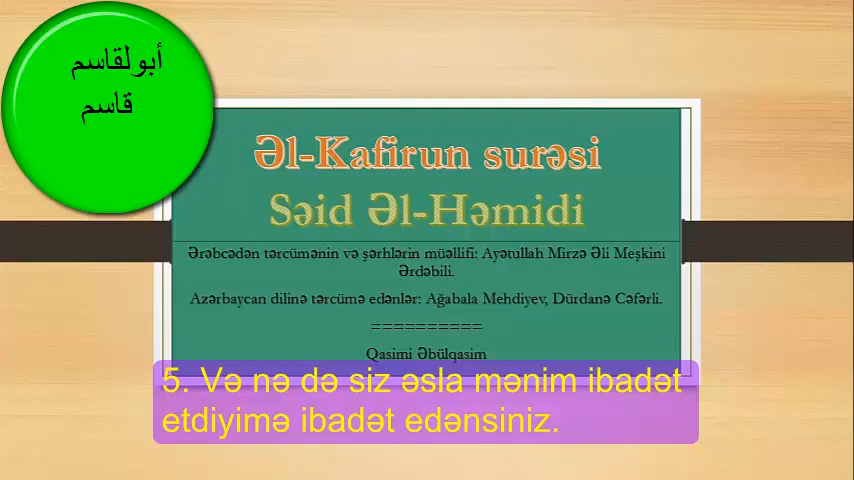 أبولقاسم
قاسم
Əl-Kafirun surəsi
Səid Əl-Həmidi
Ərəbcədən tərcümənin və şərhlərin müəllifi: Ayətullah Mirzə Əli Meşkini
Ərdəbili.
Azərbaycan dilinə tərcümə edənlər: Ağabala Mehdiyev, Dürdanə Cəfərli.
==========
Qasimi Əbülqasim
5. Və nə də siz əsla mənim ibadət
etdiyimə ibadət edənsiniz.